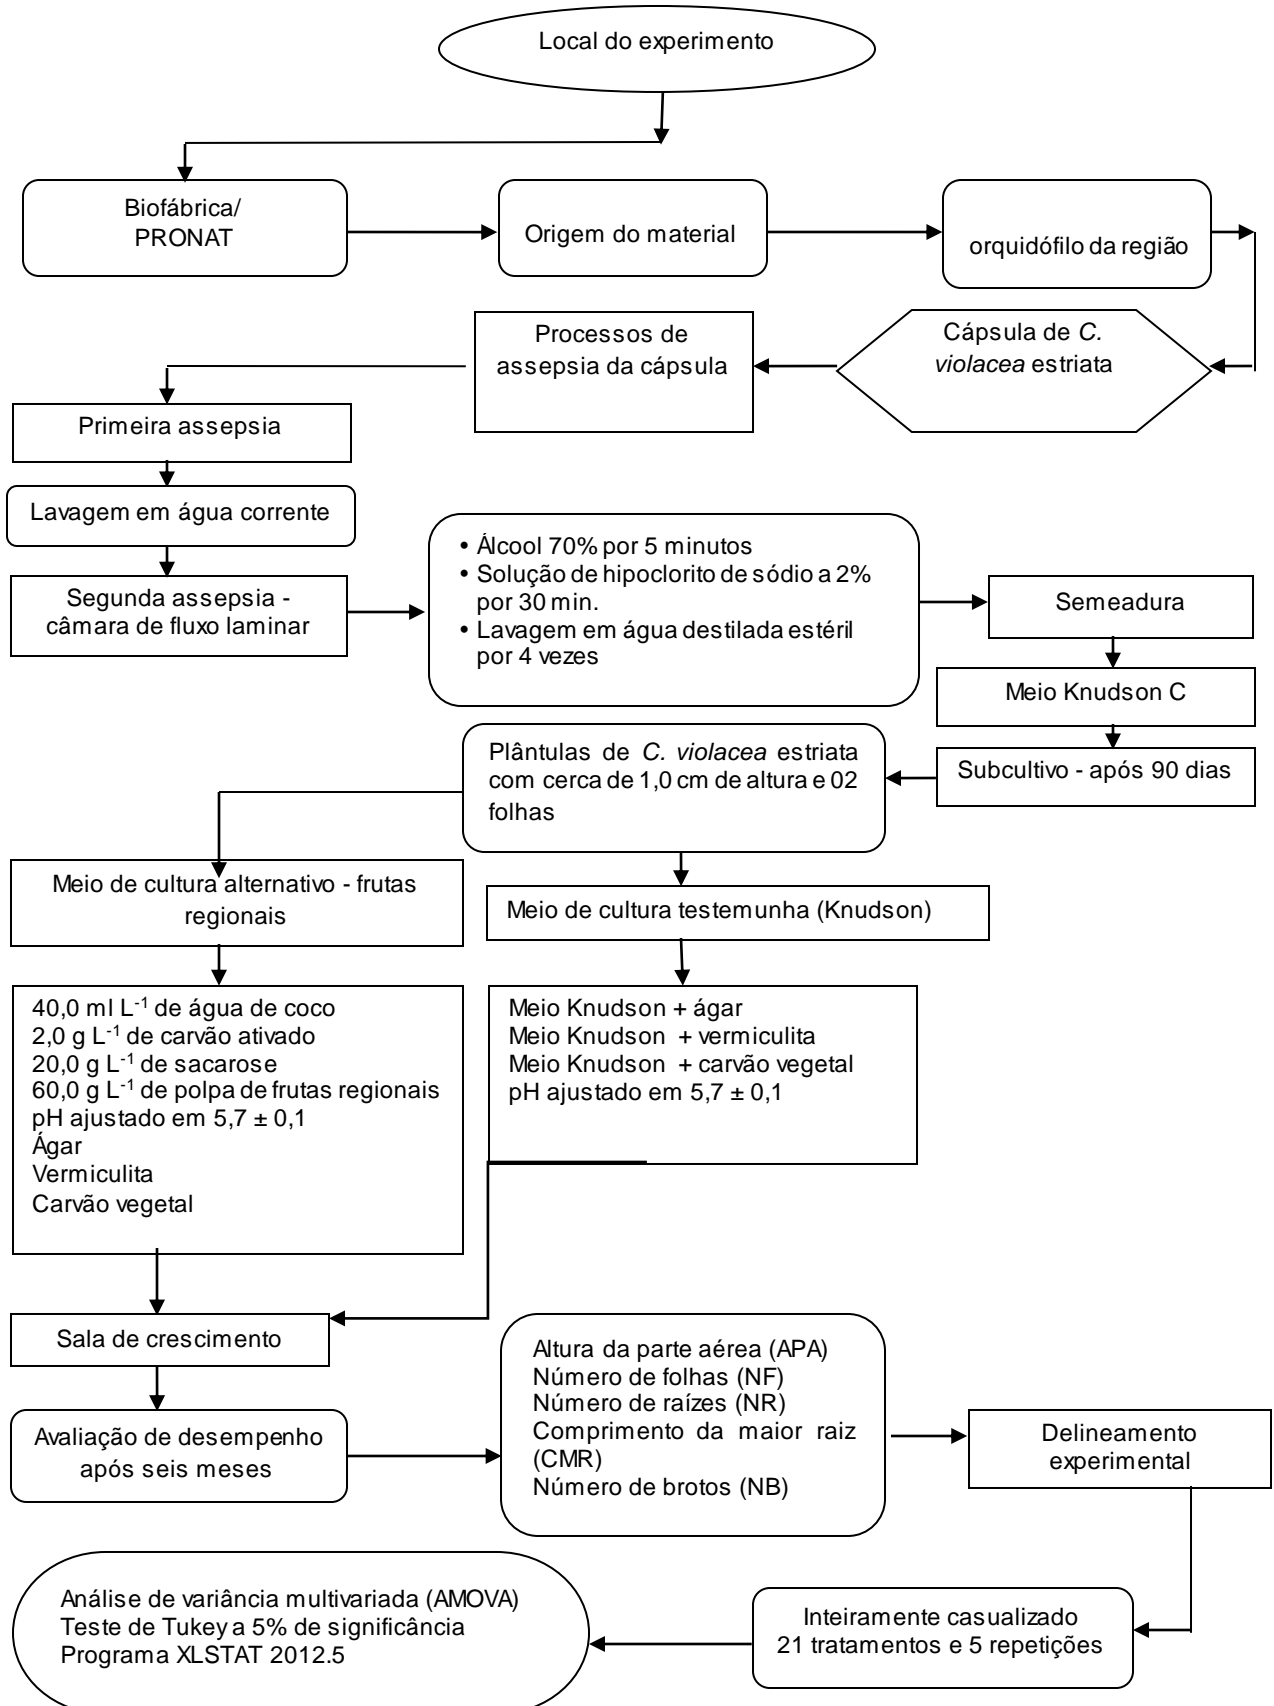 Local do experimento
Biofábrica/
PRONAT
Origem do material
orquidófilo da região
Cápsula de C.
violacea estriata
Processos de
assepsia da cápsula
Primeira assepsia
Lavagem em água corrente
Segunda assepsia -
câmara de fluxo laminar
• Álcool 70% por 5 minutos
• Solução de hipoclorito de sódio a 2%
por 30 min.
• Lavagem em água destilada estéril
por 4 vezes
Semeadura
Meio Knudson C
Subcultivo - após 90 dias
Plântulas de C. violacea estriata
com cerca de 1,0 cm de altura e 02
folhas
Meio de cultura alternativo - frutas
regionais
Meio de cultura testemunha (Knudson)
40,0 ml L⁻¹ de água de coco
2,0 g L⁻¹ de carvão ativado
20,0 g L⁻¹ de sacarose
60,0 g L⁻¹ de polpa de frutas regionais
pH ajustado em 5,7 ± 0,1
Ágar
Vermiculita
Carvão vegetal
Meio Knudson + ágar
Meio Knudson + vermiculita
Meio Knudson + carvão vegetal
pH ajustado em 5,7 ± 0,1
Sala de crescimento
Avaliação de desempenho
após seis meses
Altura da parte aérea (APA)
Número de folhas (NF)
Número de raízes (NR)
Comprimento da maior raiz
(CMR)
Número de brotos (NB)
Delineamento
experimental
Inteiramente casualizado
21 tratamentos e 5 repetições
Análise de variância multivariada (AMOVA)
Teste de Tukey a 5% de significância
Programa XLSTAT 2012.5